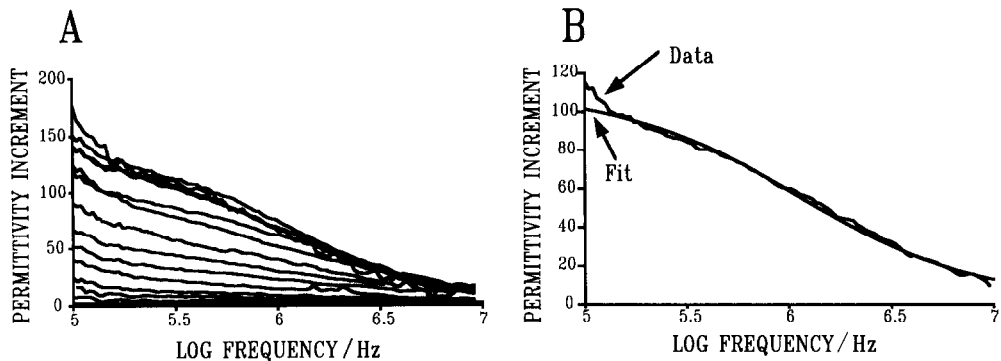 A
PERMITTIVITY INCREMENT
200
150
100
50
0
5
5.5
6
6.5
7
LOG FREQUENCY/Hz
B
PERMITTIVITY INCREMENT
120
100
80
60
40
20
0
Data
Fit
5
5.5
6
6.5
7
LOG FREQUENCY/Hz